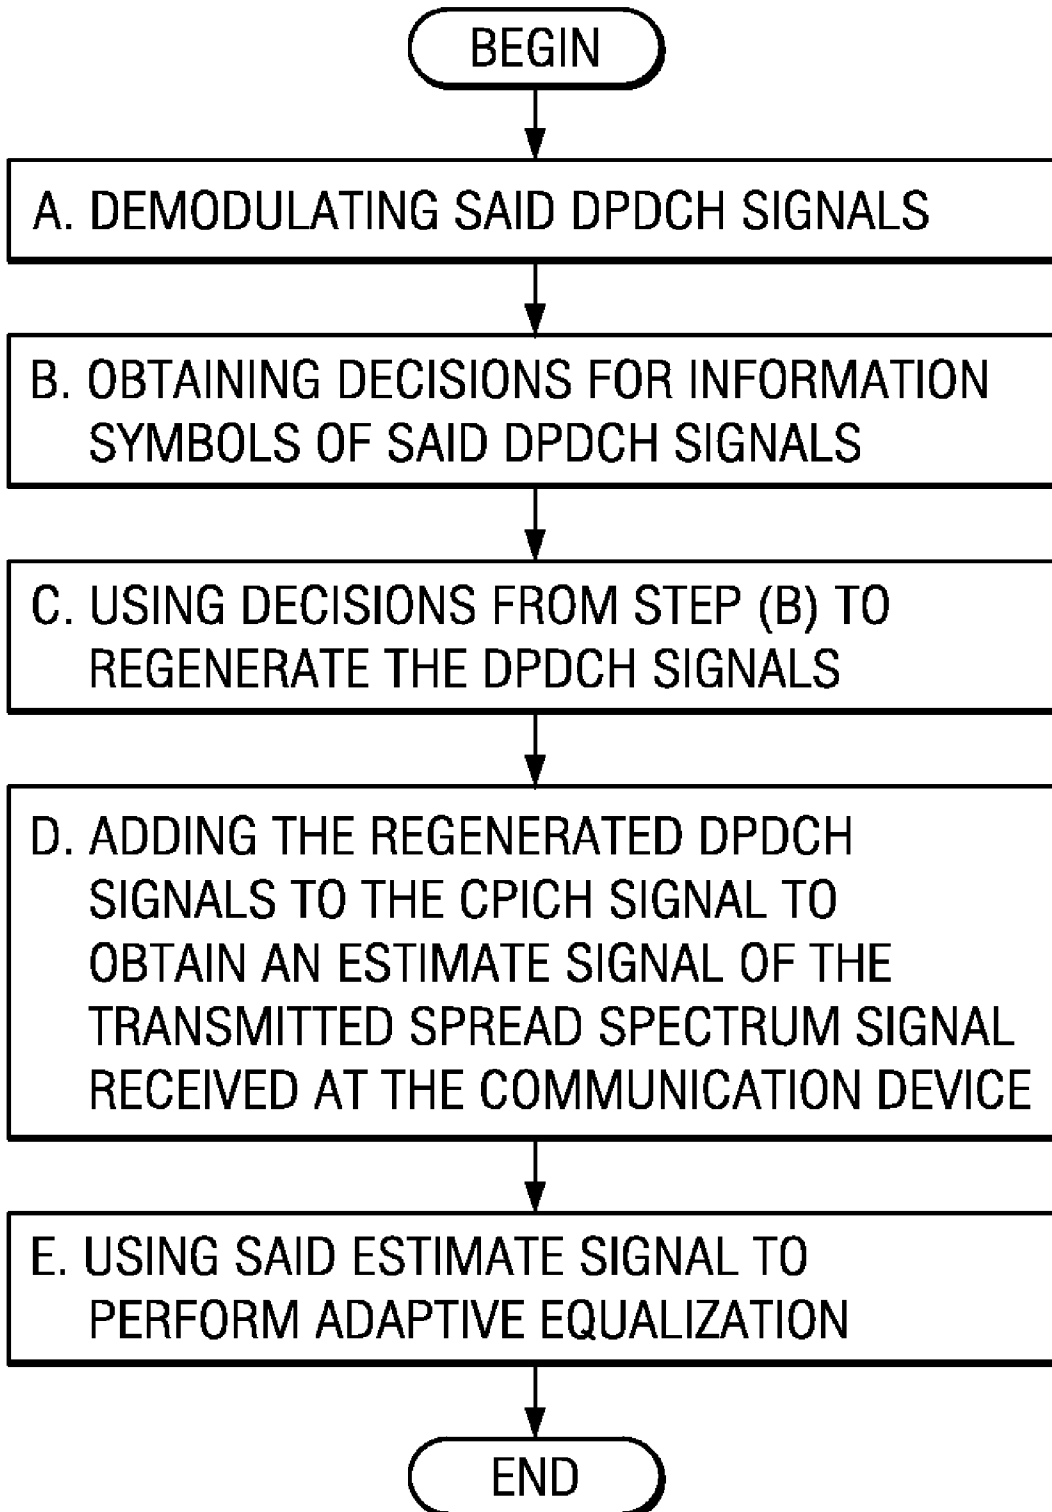 BEGIN
A. DEMODULATING SAID DPDCH SIGNALS
B. OBTAINING DECISIONS FOR INFORMATION
SYMBOLS OF SAID DPDCH SIGNALS
C. USING DECISIONS FROM STEP (B) TO
REGENERATE THE DPDCH SIGNALS
D. ADDING THE REGENERATED DPDCH
SIGNALS TO THE CPICH SIGNAL TO
OBTAIN AN ESTIMATE SIGNAL OF THE
TRANSMITTED SPREAD SPECTRUM SIGNAL
RECEIVED AT THE COMMUNICATION DEVICE
E. USING SAID ESTIMATE SIGNAL TO
PERFORM ADAPTIVE EQUALIZATION
END